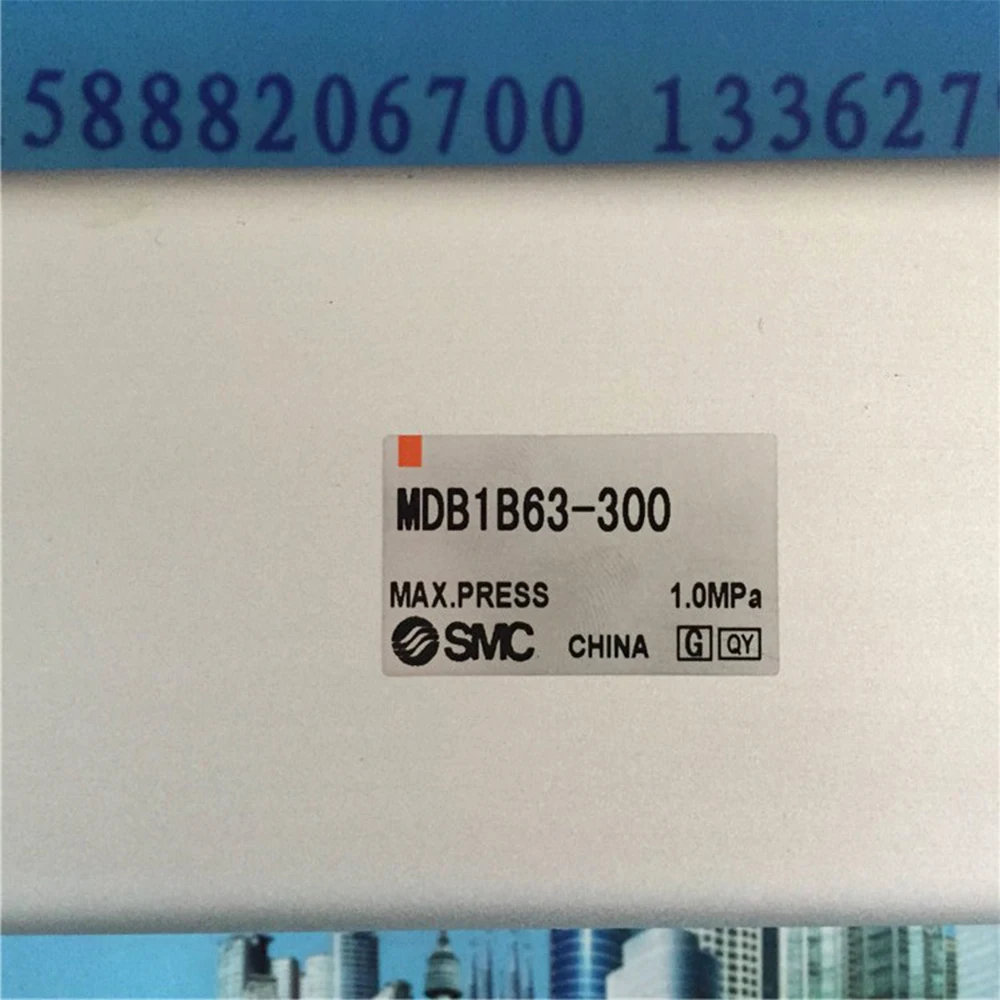 5888206700 133627
MDB1B63-300
MAX.PRESS 1.0MPa
SMC CHINA G QY